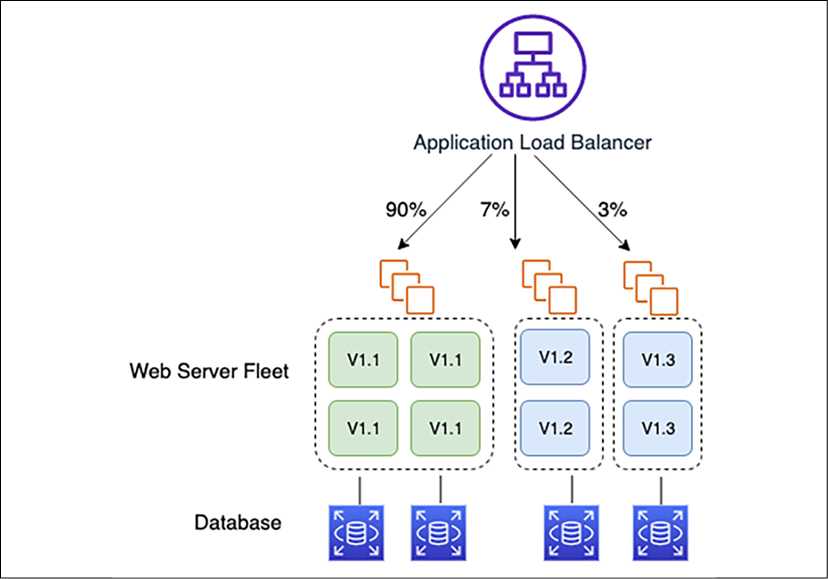 Application Load Balancer
90% 7% 3%
V1.1 V1.1 V1.2 V1.3
Web Server Fleet
V1.1 V1.1 V1.2 V1.3
Database